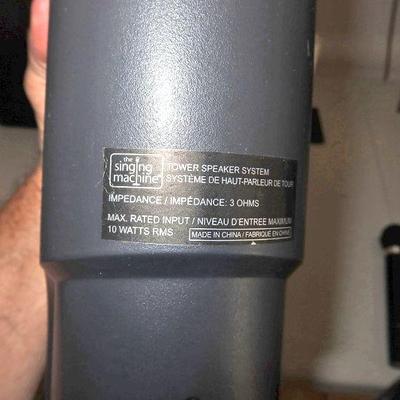 the
singing
machine
TOWER SPEAKER SYSTEM
SYSTÈME DE HAUT-PARLEUR DE TOUR
IMPEDANCE / IMPÉDANCE: 3 OHMS
MAX. RATED INPUT / NIVEAU D'ENTREE MAXIMUM
10 WATTS RMS
MADE IN CHINA / FABRIQUÉ EN CHINE